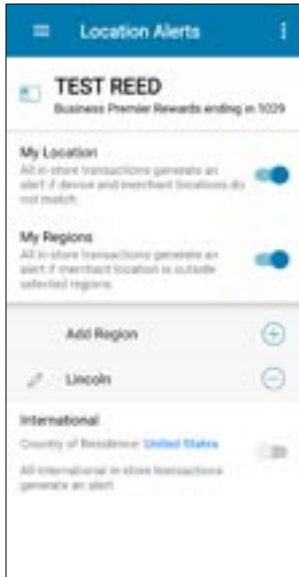 Location Alerts
TEST REED
Business Premier Rewards ending in 1029
My Location
All in-store transactions generate an
alert if device and merchant locations do
not match.
My Regions
All in-store transactions generate an
alert if merchant location is outside
selected regions.
Add Region
Lincoln
International
Country of Residence: United States
All international in-store transactions
generate an alert